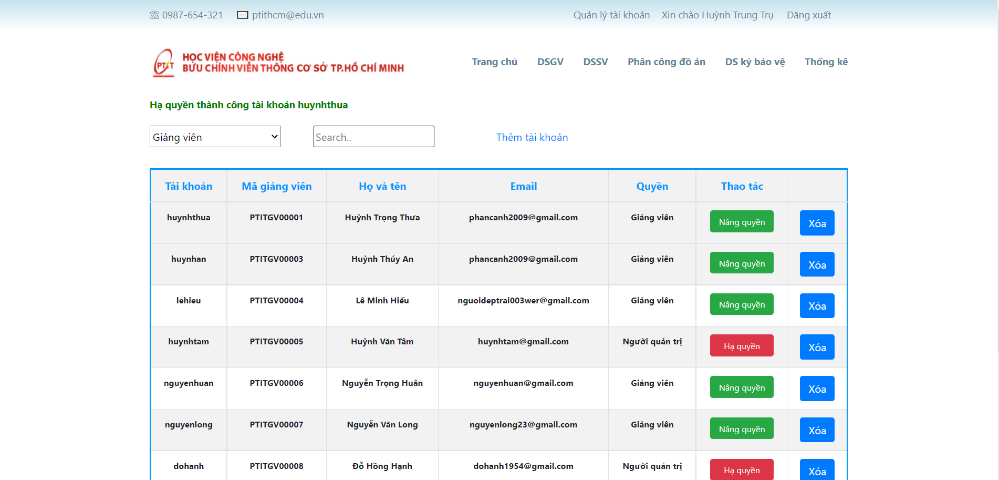 0987-654-321 ptithcm@edu.vn Quản lý tài khoản Xin chào Huỳnh Trung Trụ Đăng xuất
PTIT
HỌC VIỆN CÔNG NGHỆ
BƯU CHÍNH VIỄN THÔNG CƠ SỞ TP.HỒ CHÍ MINH
Trang chủ DSGV DSSV Phân công đồ án DS kỳ bảo vệ Thống kê
Hạ quyền thành công tài khoản huynhthua
Giảng viên Search.. Thêm tài khoản
Tài khoản Mã giảng viên Họ và tên Email Quyền Thao tác
huynhthua PTITGV00001 Huỳnh Trọng Thưa phancanh2009@gmail.com Giảng viên Nâng quyền Xóa
huynhan PTITGV00003 Huỳnh Thúy An phancanh2009@gmail.com Giảng viên Nâng quyền Xóa
lehieu PTITGV00004 Lê Minh Hiếu nguoideptrai003wer@gmail.com Giảng viên Nâng quyền Xóa
huynhtam PTITGV00005 Huỳnh Văn Tâm huynhtam@gmail.com Người quản trị Hạ quyền Xóa
nguyenhuan PTITGV00006 Nguyễn Trọng Huân nguyenhuan@gmail.com Giảng viên Nâng quyền Xóa
nguyenlong PTITGV00007 Nguyễn Văn Long nguyenlong23@gmail.com Giảng viên Nâng quyền Xóa
dohanh PTITGV00008 Đỗ Hồng Hạnh dohanh1954@gmail.com Người quản trị Hạ quyền Xóa